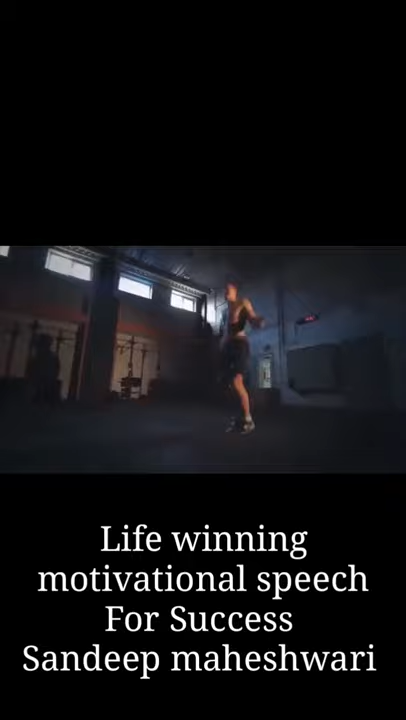 Life winning
motivational speech
For Success
Sandeep maheshwari